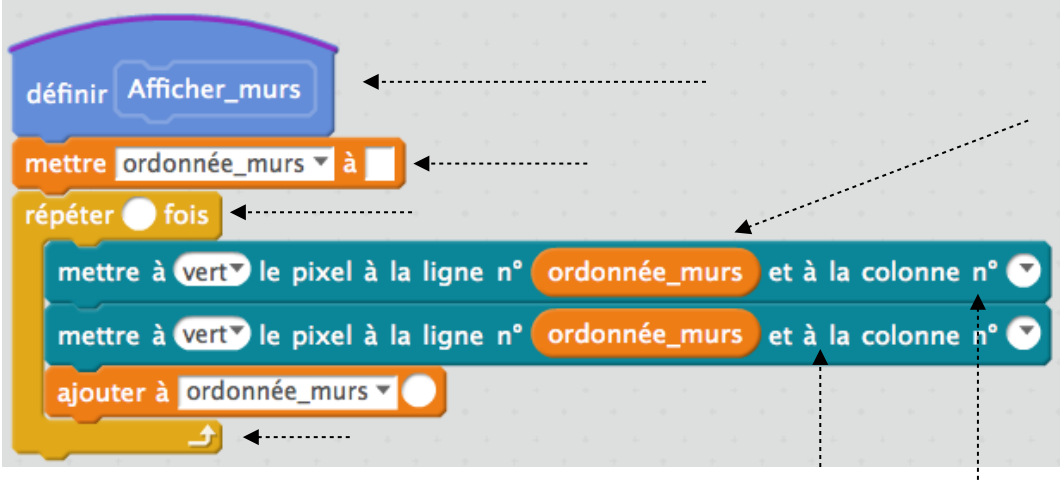 définir Afficher_murs
mettre ordonnée_murs à
répéter fois
mettre à vert le pixel à la ligne n° ordonnée_murs et à la colonne n°
mettre à vert le pixel à la ligne n° ordonnée_murs et à la colonne n°
ajouter à ordonnée_murs